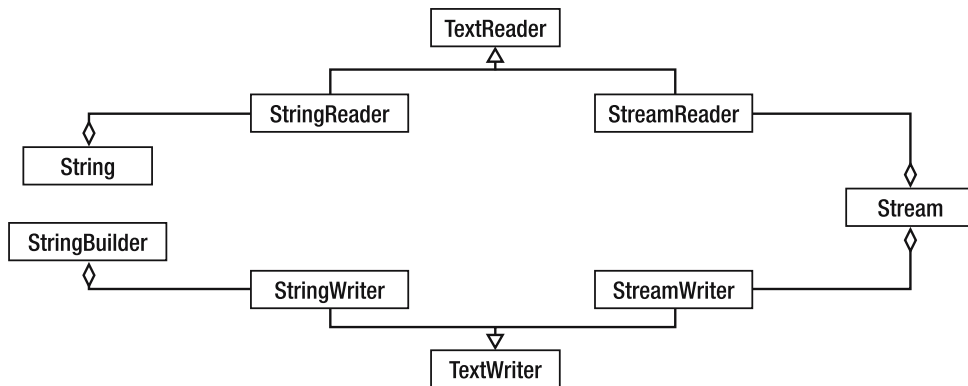 TextReader
StringReader
StreamReader
String
Stream
StringBuilder
StringWriter
StreamWriter
TextWriter